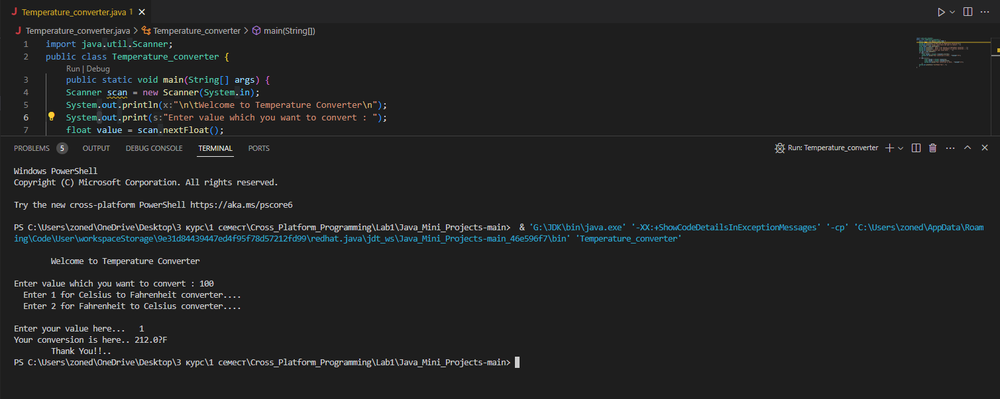 Temperature_converter.java 1
Temperature_converter.java > Temperature_converter > main(String[])
1 import java.util.Scanner;
2 public class Temperature_converter {
Run | Debug
3 public static void main(String[] args) {
4 Scanner scan = new Scanner(System.in);
5 System.out.println(x:"\n\tWelcome to Temperature Converter\n");
6 System.out.print(s:"Enter value which you want to convert : ");
7 float value = scan.nextFloat();
PROBLEMS 5 OUTPUT DEBUG CONSOLE TERMINAL PORTS Run: Temperature_converter
Windows PowerShell
Copyright (C) Microsoft Corporation. All rights reserved.
Try the new cross-platform PowerShell https://aka.ms/pscore6
PS C:\Users\zoned\OneDrive\Desktop\3 курс\1 семест\Cross_Platform_Programming\Lab1\Java_Mini_Projects-main> & 'G:\JDK\bin\java.exe' '-XX:+ShowCodeDetailsInExceptionMessages' '-cp' 'C:\Users\zoned\AppData\Roam
ing\Code\User\workspaceStorage\9e31d84439447ed4f95f78d57212fd99\redhat.java\jdt_ws\Java_Mini_Projects-main_46e596f7\bin' 'Temperature_converter'
Welcome to Temperature Converter
Enter value which you want to convert : 100
Enter 1 for Celsius to Fahrenheit converter....
Enter 2 for Fahrenheit to Celsius converter....
Enter your value here... 1
Your conversion is here.. 212.0?F
Thank You!!..
PS C:\Users\zoned\OneDrive\Desktop\3 курс\1 семест\Cross_Platform_Programming\Lab1\Java_Mini_Projects-main>